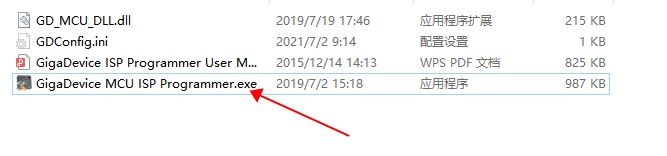 GD_MCU_DLL.dll 2019/7/19 17:46 应用程序扩展 215 KB
GDConfig.ini 2021/7/2 9:14 配置设置 1 KB
GigaDevice ISP Programmer User M... 2015/12/14 14:13 WPS PDF 文档 825 KB
GigaDevice MCU ISP Programmer.exe 2019/7/2 15:18 应用程序 987 KB